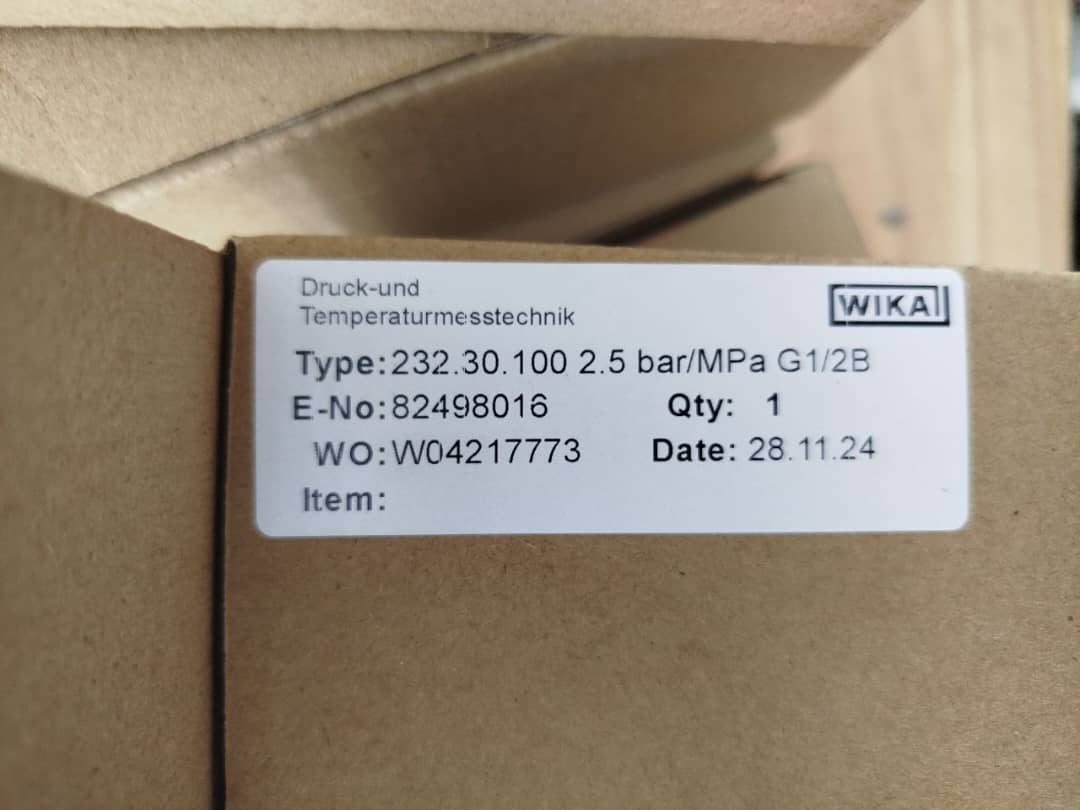 Druck-und
Temperaturmesstechnik
WIKA
Type:232.30.100 2.5 bar/MPa G1/2B
E-No:82498016 Qty: 1
WO:W04217773 Date: 28.11.24
Item: